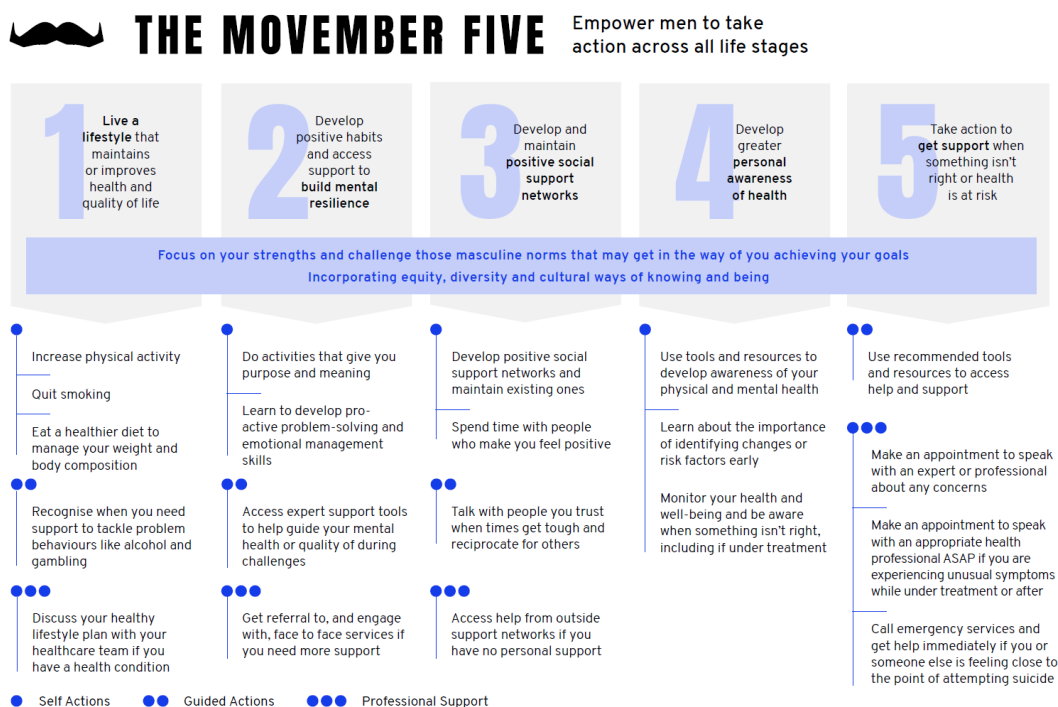 THE MOVEMBER FIVE
Empower men to take
action across all life stages
1
Live a
lifestyle that
maintains
or improves
health and
quality of life
2
Develop
positive habits
and access
support to
build mental
resilience
3
Develop and
maintain
positive social
support
networks
4
Develop
greater
personal
awareness
of health
5
Take action to
get support when
something isn't
right or health
is at risk
Focus on your strengths and challenge those masculine norms that may get in the way of you achieving your goals
Incorporating equity, diversity and cultural ways of knowing and being
Increase physical activity
Quit smoking
Eat a healthier diet to
manage your weight and
body composition
Recognise when you need
support to tackle problem
behaviours like alcohol and
gambling
Discuss your healthy
lifestyle plan with your
healthcare team if you
have a health condition
Do activities that give you
purpose and meaning
Learn to develop pro-
active problem-solving and
emotional management
skills
Access expert support tools
to help guide your mental
health or quality of during
challenges
Get referral to, and engage
with, face to face services if
you need more support
Develop positive social
support networks and
maintain existing ones
Spend time with people
who make you feel positive
Talk with people you trust
when times get tough and
reciprocate for others
Access help from outside
support networks if you
have no personal support
Use tools and resources to
develop awareness of your
physical and mental health
Learn about the importance
of identifying changes or
risk factors early
Monitor your health and
well-being and be aware
when something isn't right,
including if under treatment
Use recommended tools
and resources to access
help and support
Make an appointment to speak
with an expert or professional
about any concerns
Make an appointment to speak
with an appropriate health
professional ASAP if you are
experiencing unusual symptoms
while under treatment or after
Call emergency services and
get help immediately if you or
someone else is feeling close to
the point of attempting suicide
Self Actions
Guided Actions
Professional Support